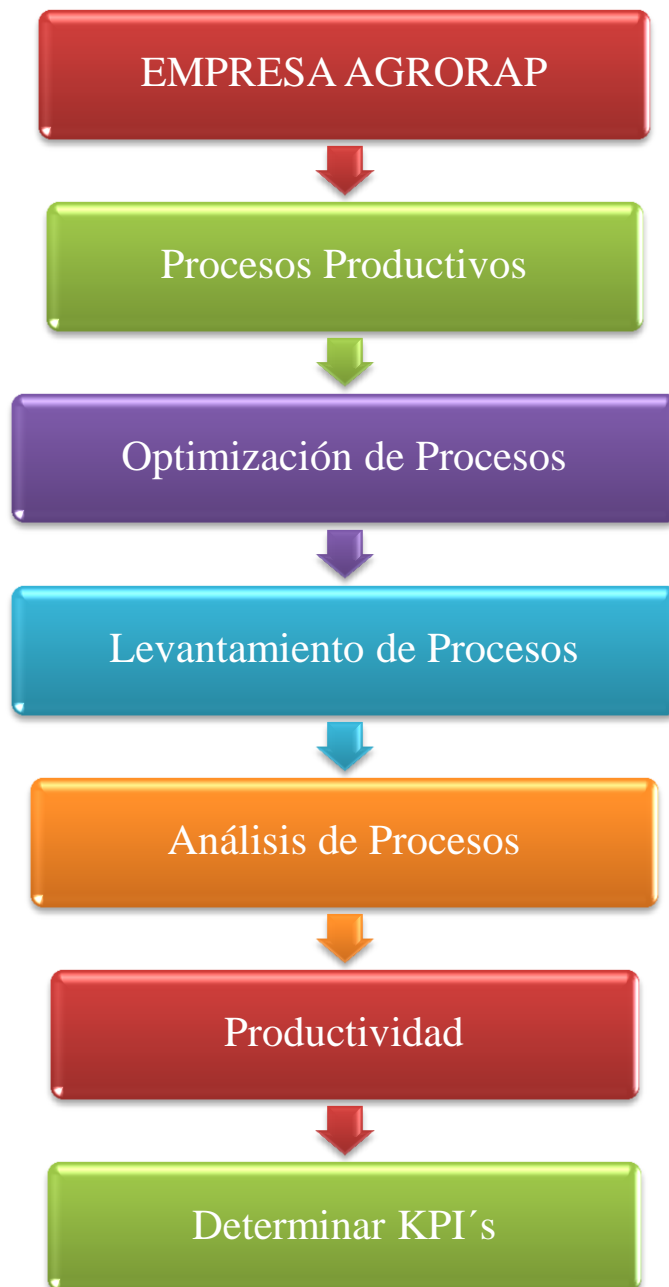 EMPRESA AGRORAP
Procesos Productivos
Optimización de Procesos
Levantamiento de Procesos
Análisis de Procesos
Productividad
Determinar KPI´s